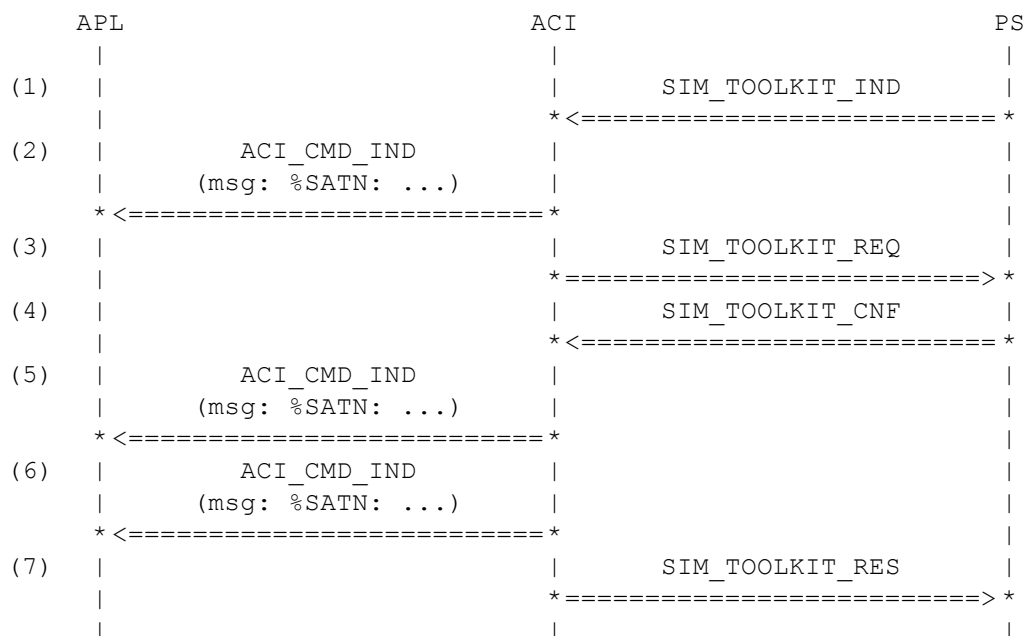 APL ACI PS
| | |
(1) | | SIM_TOOLKIT_IND |
| *<==========================*
(2) | ACI_CMD_IND | |
| (msg: %SATN: ...) | |
*<==========================* |
(3) | | SIM_TOOLKIT_REQ |
| *==========================>*
(4) | | SIM_TOOLKIT_CNF |
| *<==========================*
(5) | ACI_CMD_IND | |
| (msg: %SATN: ...) | |
*<==========================* |
(6) | ACI_CMD_IND | |
| (msg: %SATN: ...) | |
*<==========================* |
(7) | | SIM_TOOLKIT_RES |
| *==========================>*
| | |